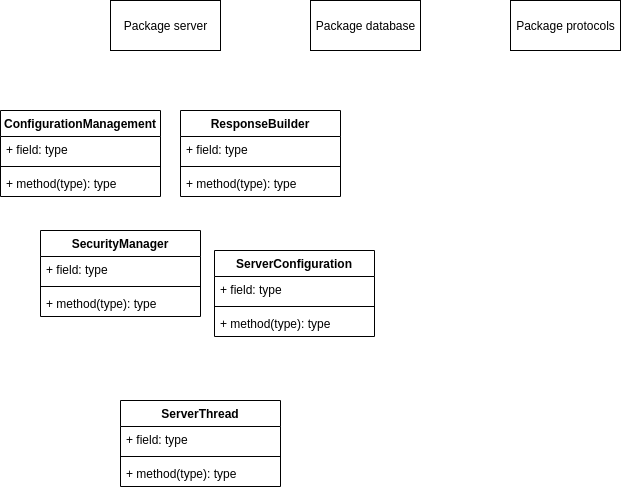 Package server
Package database
Package protocols
ConfigurationManagement
+ field: type
+ method(type): type
ResponseBuilder
+ field: type
+ method(type): type
SecurityManager
+ field: type
+ method(type): type
ServerConfiguration
+ field: type
+ method(type): type
ServerThread
+ field: type
+ method(type): type